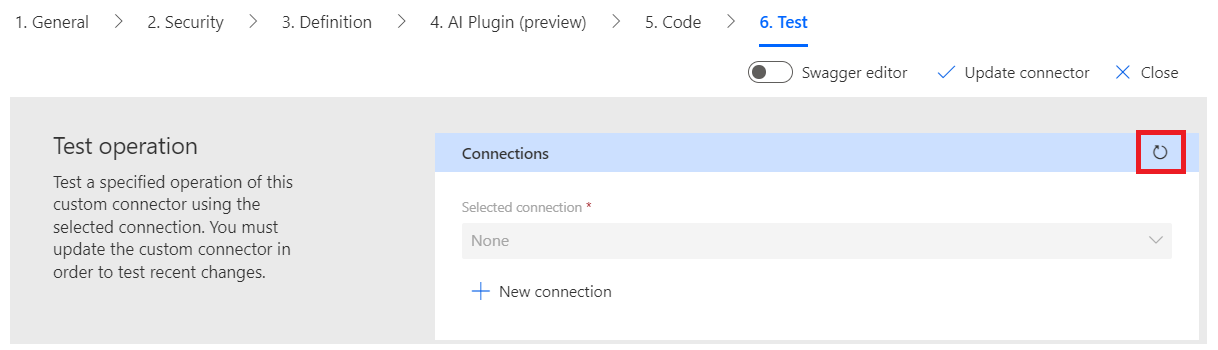 1. General > 2. Security > 3. Definition > 4. AI Plugin (preview) > 5. Code > 6. Test
Swagger editor Update connector Close
Test operation
Test a specified operation of this
custom connector using the
selected connection. You must
update the custom connector in
order to test recent changes.
Connections
Selected connection *
None
New connection